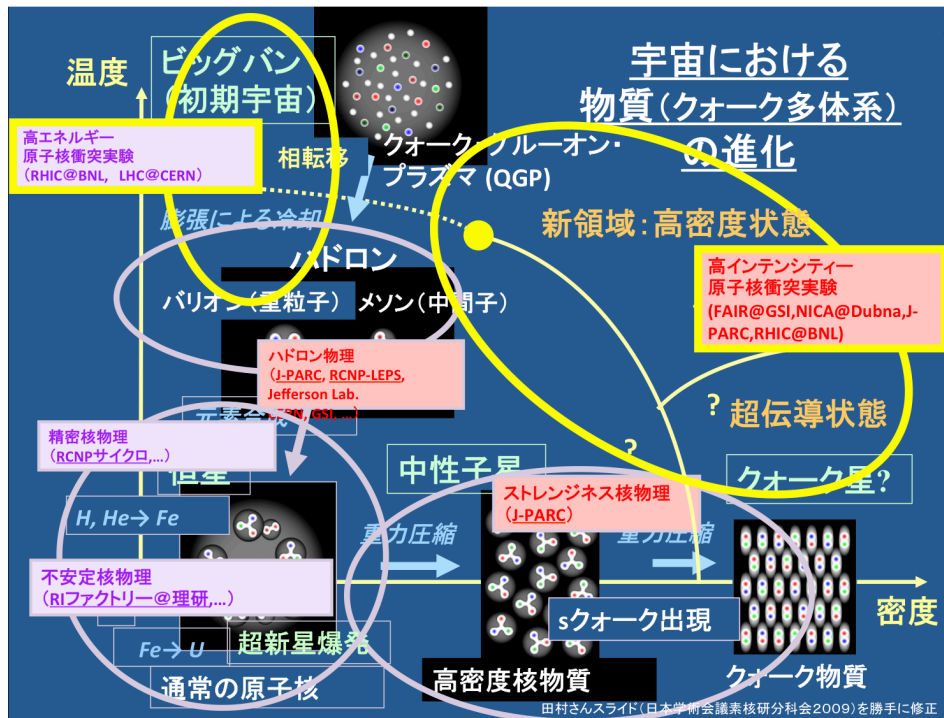 宇宙における
物質(クォーク多体系)
の進化
温度
ビッグバン
(初期宇宙)
高エネルギー
原子核衝突実験
(RHIC@BNL, LHC@CERN)
相転移
クォーク・グルーオン・
プラズマ (QGP)
膨張による冷却
新領域:高密度状態
ハドロン
バリオン(重粒子)
メソン(中間子)
高インテンシティー
原子核衝突実験
(FAIR@GSI,NICA@Dubna,J-
PARC,RHIC@BNL)
ハドロン物理
(J-PARC, RCNP-LEPS,
Jefferson Lab.
CERN, GSI, ...)
元素合成
?
超伝導状態
精密核物理
(RCNPサイクロ,...)
恒星
中性子星
?
クォーク星?
ストレンジネス核物理
(J-PARC)
H, He→ Fe
重力圧縮
重力圧縮
不安定核物理
(RIファクトリー@理研,...)
密度
sクォーク出現
Fe→ U
超新星爆発
通常の原子核
高密度核物質
クォーク物質
田村さんスライド(日本学術会議素核研分科会2009)を勝手に修正